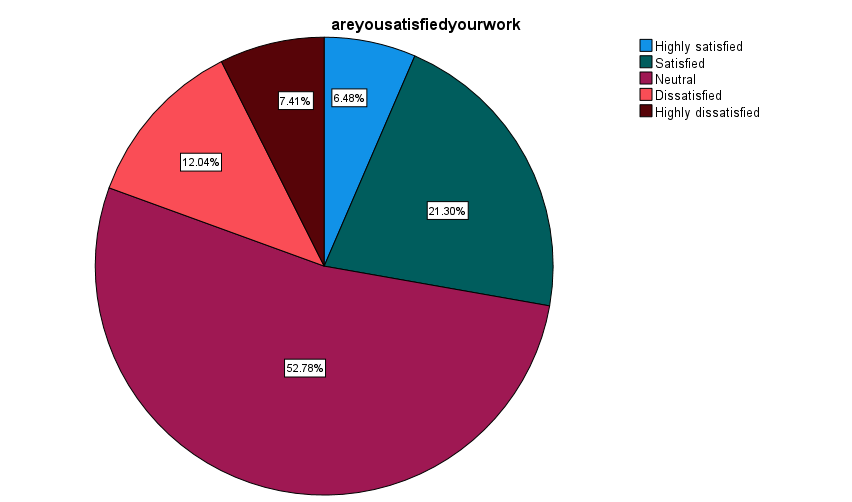 areyousatisfiedyourwork
Highly satisfied
Satisfied
Neutral
Dissatisfied
Highly dissatisfied
7.41%
6.48%
12.04%
21.30%
52.78%